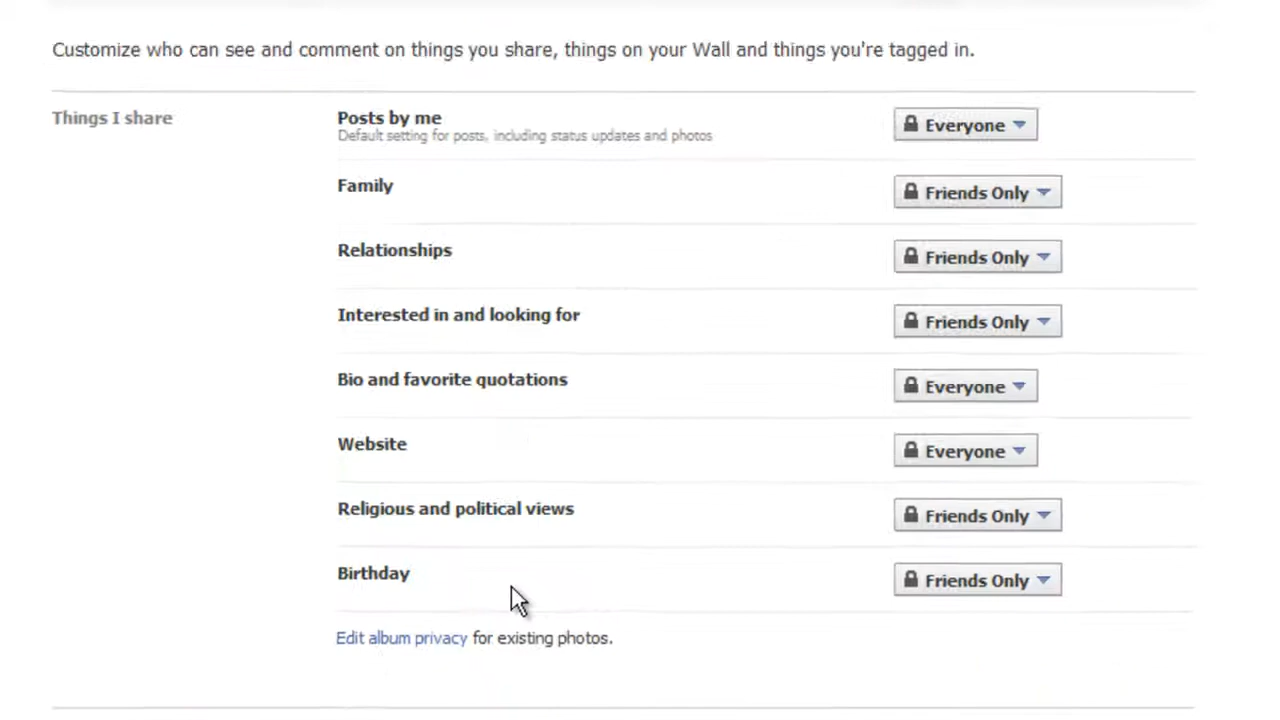 Customize who can see and comment on things you share, things on your Wall and things you're tagged in.
Things I share
Posts by me
Everyone
Default setting for posts, including status updates and photos
Family
Friends Only
Relationships
Friends Only
Interested in and looking for
Friends Only
Bio and favorite quotations
Everyone
Website
Everyone
Religious and political views
Friends Only
Birthday
Friends Only
Edit album privacy for existing photos.